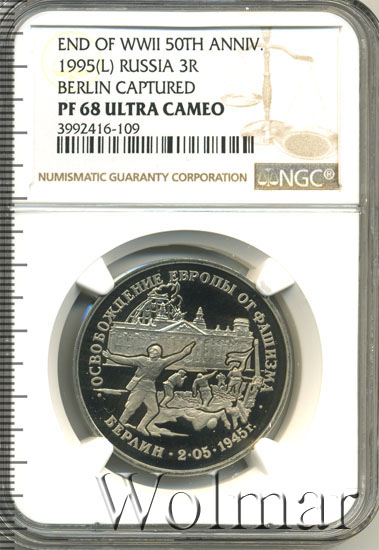 END OF WWII 50TH ANNIV.
1995(L) RUSSIA 3R
BERLIN CAPTURED
PF 68 ULTRA CAMEO
3992416-109
NUMISMATIC GUARANTY CORPORATION
NGC®
ОСВОБОЖДЕНИЕ ЕВРОПЫ ОТ ФАШИЗМА
БЕРЛИН · 2·05·1945г.
Wolmar